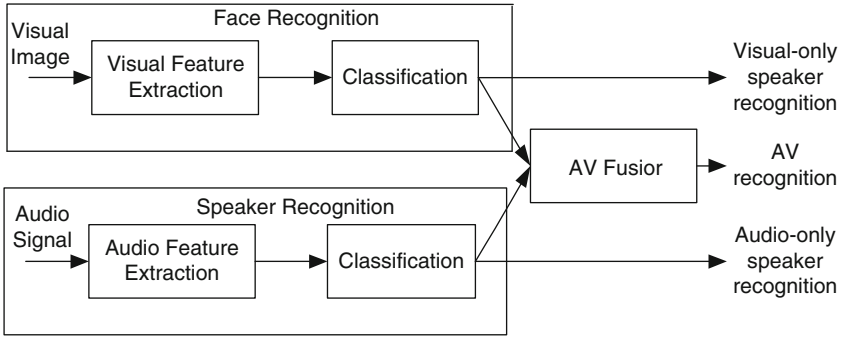 Face Recognition
Visual
Image
Visual Feature
Extraction
Classification
Visual-only
speaker
recognition
AV Fusior
AV
recognition
Speaker Recognition
Audio
Signal
Audio Feature
Extraction
Classification
Audio-only
speaker
recognition